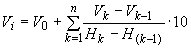 V_i = V_0 + \sum_{k=1}^{n} \frac{V_k - V_{k-1}}{H_k - H_{(k-1)}} \cdot 10